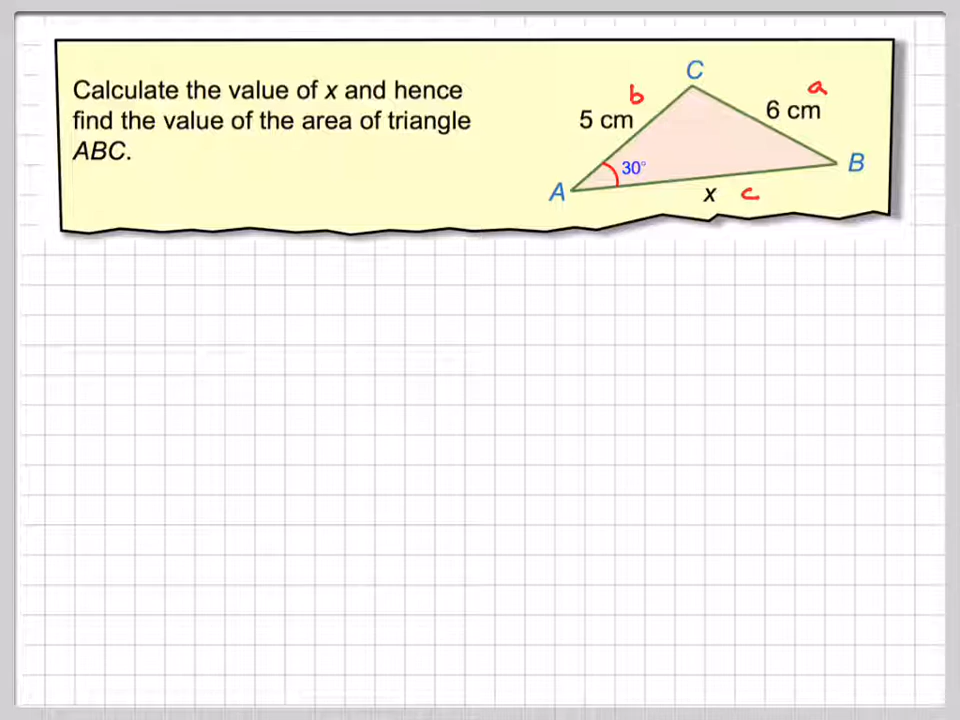 Calculate the value of x and hence
find the value of the area of triangle
ABC.
C
b
a
5 cm
6 cm
30°
A
B
x
c